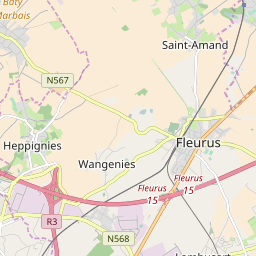 Baty
Marbais
Saint-Amand
N567
Heppignies
Fleurus
Wangenies
Fleurus
15
Fleurus
15
R3
N568